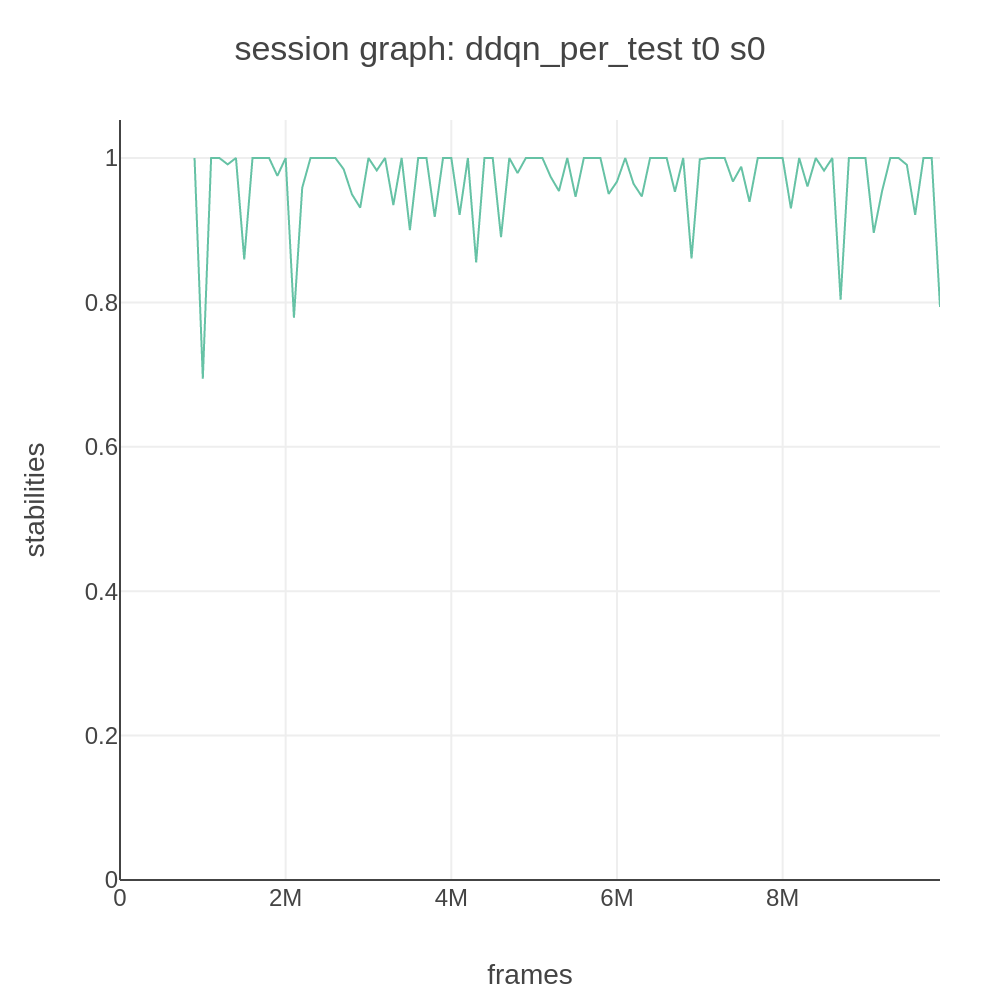 session graph: ddqn_per_test t0 s0
1
0.8
0.6
0.4
0.2
0
stabilities
0
2M
4M
6M
8M
frames